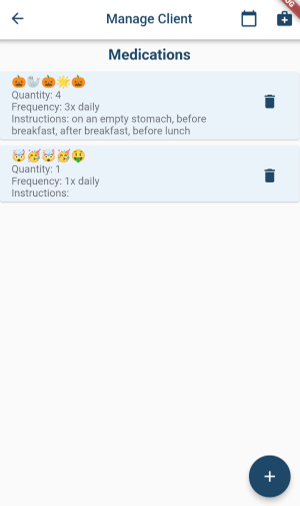 Manage Client
Medications
🎃🦭🎃🌟🎃
Quantity: 4
Frequency: 3x daily
Instructions: on an empty stomach, before
breakfast, after breakfast, before lunch
🤯🥳🤯🥳🤑
Quantity: 1
Frequency: 1x daily
Instructions: